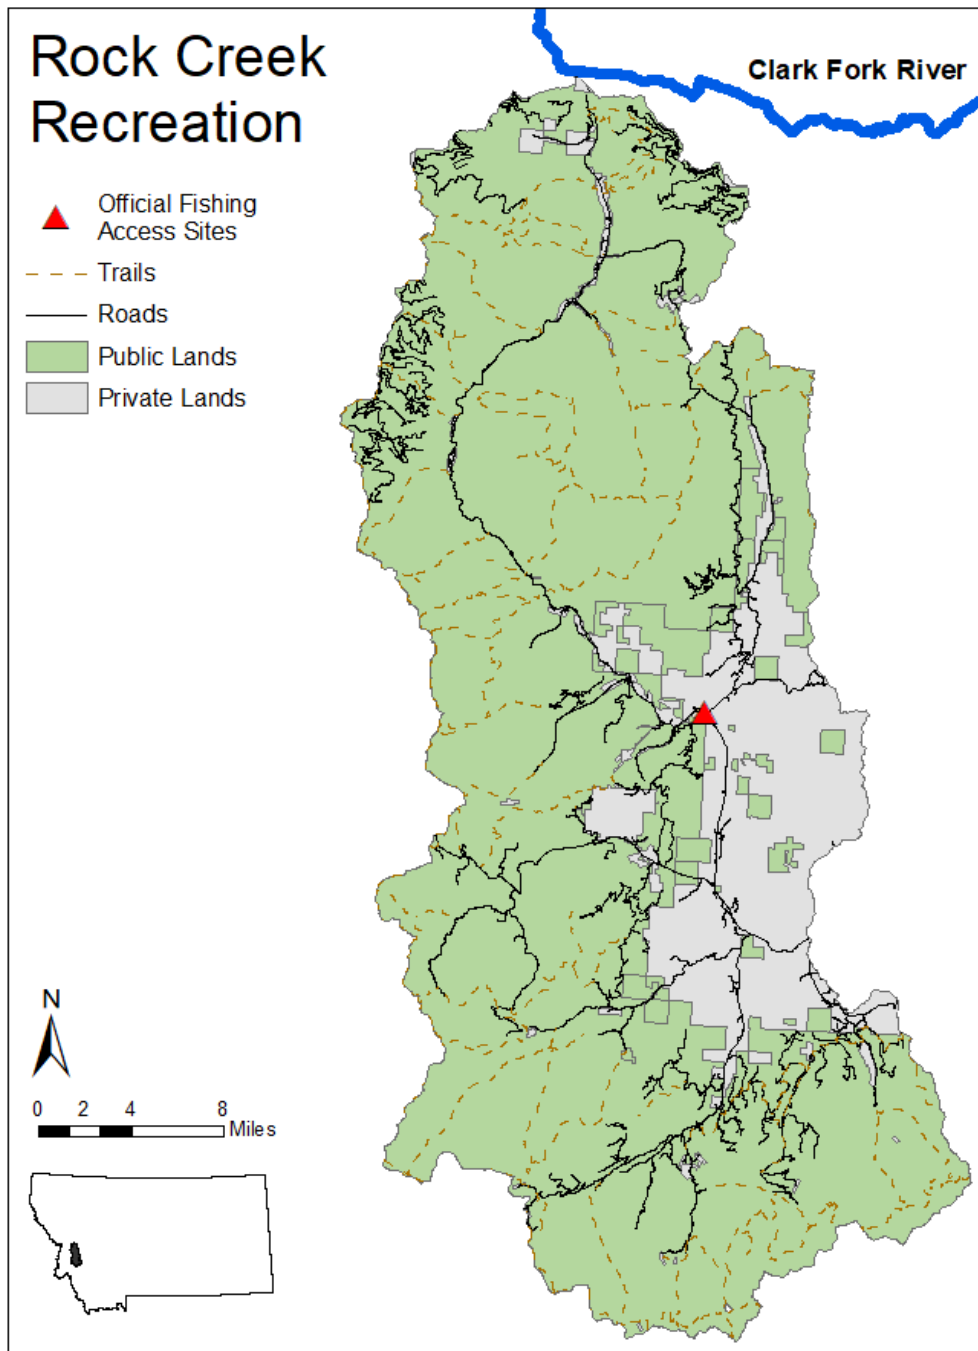 Rock Creek
Recreation
Clark Fork River
Official Fishing
Access Sites
Trails
Roads
Public Lands
Private Lands
N
0 2 4 8
Miles